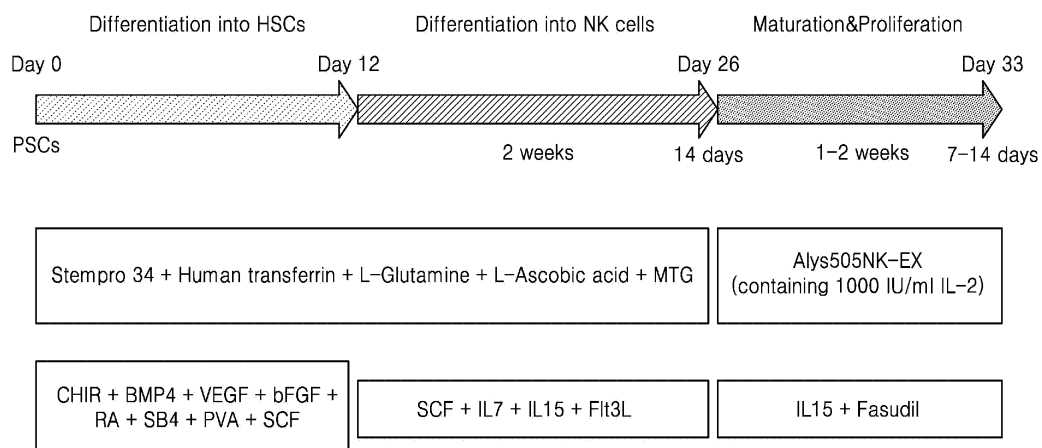 Differentiation into HSCs
Differentiation into NK cells
Maturation&Proliferation
Day 0
Day 12
Day 26
Day 33
PSCs
2 weeks
14 days
1-2 weeks
7-14 days
Stempro 34 + Human transferrin + L-Glutamine + L-Ascobic acid + MTG
Alys505NK-EX
(containing 1000 IU/ml IL-2)
CHIR + BMP4 + VEGF + bFGF +
RA + SB4 + PVA + SCF
SCF + IL7 + IL15 + Flt3L
IL15 + Fasudil